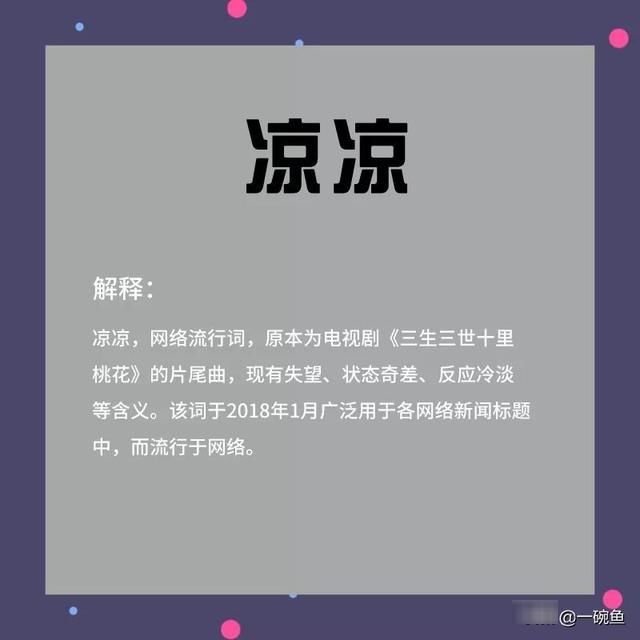 凉凉
解释：
凉凉，网络流行词，原本为电视剧《三生三世十里
桃花》的片尾曲，现有失望、状态奇差、反应冷淡
等含义。该词于2018年1月广泛用于各网络新闻标题
中，而流行于网络。
@一碗鱼